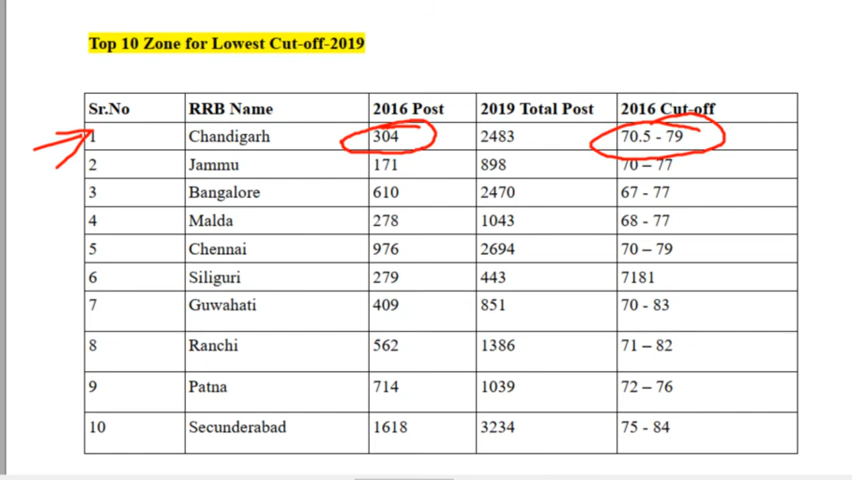 Top 10 Zone for Lowest Cut-off-2019
Sr.No RRB Name 2016 Post 2019 Total Post 2016 Cut-off
1 Chandigarh 304 2483 70.5 - 79
2 Jammu 171 898 70 – 77
3 Bangalore 610 2470 67 - 77
4 Malda 278 1043 68 - 77
5 Chennai 976 2694 70 – 79
6 Siliguri 279 443 7181
7 Guwahati 409 851 70 - 83
8 Ranchi 562 1386 71 – 82
9 Patna 714 1039 72 – 76
10 Secunderabad 1618 3234 75 - 84